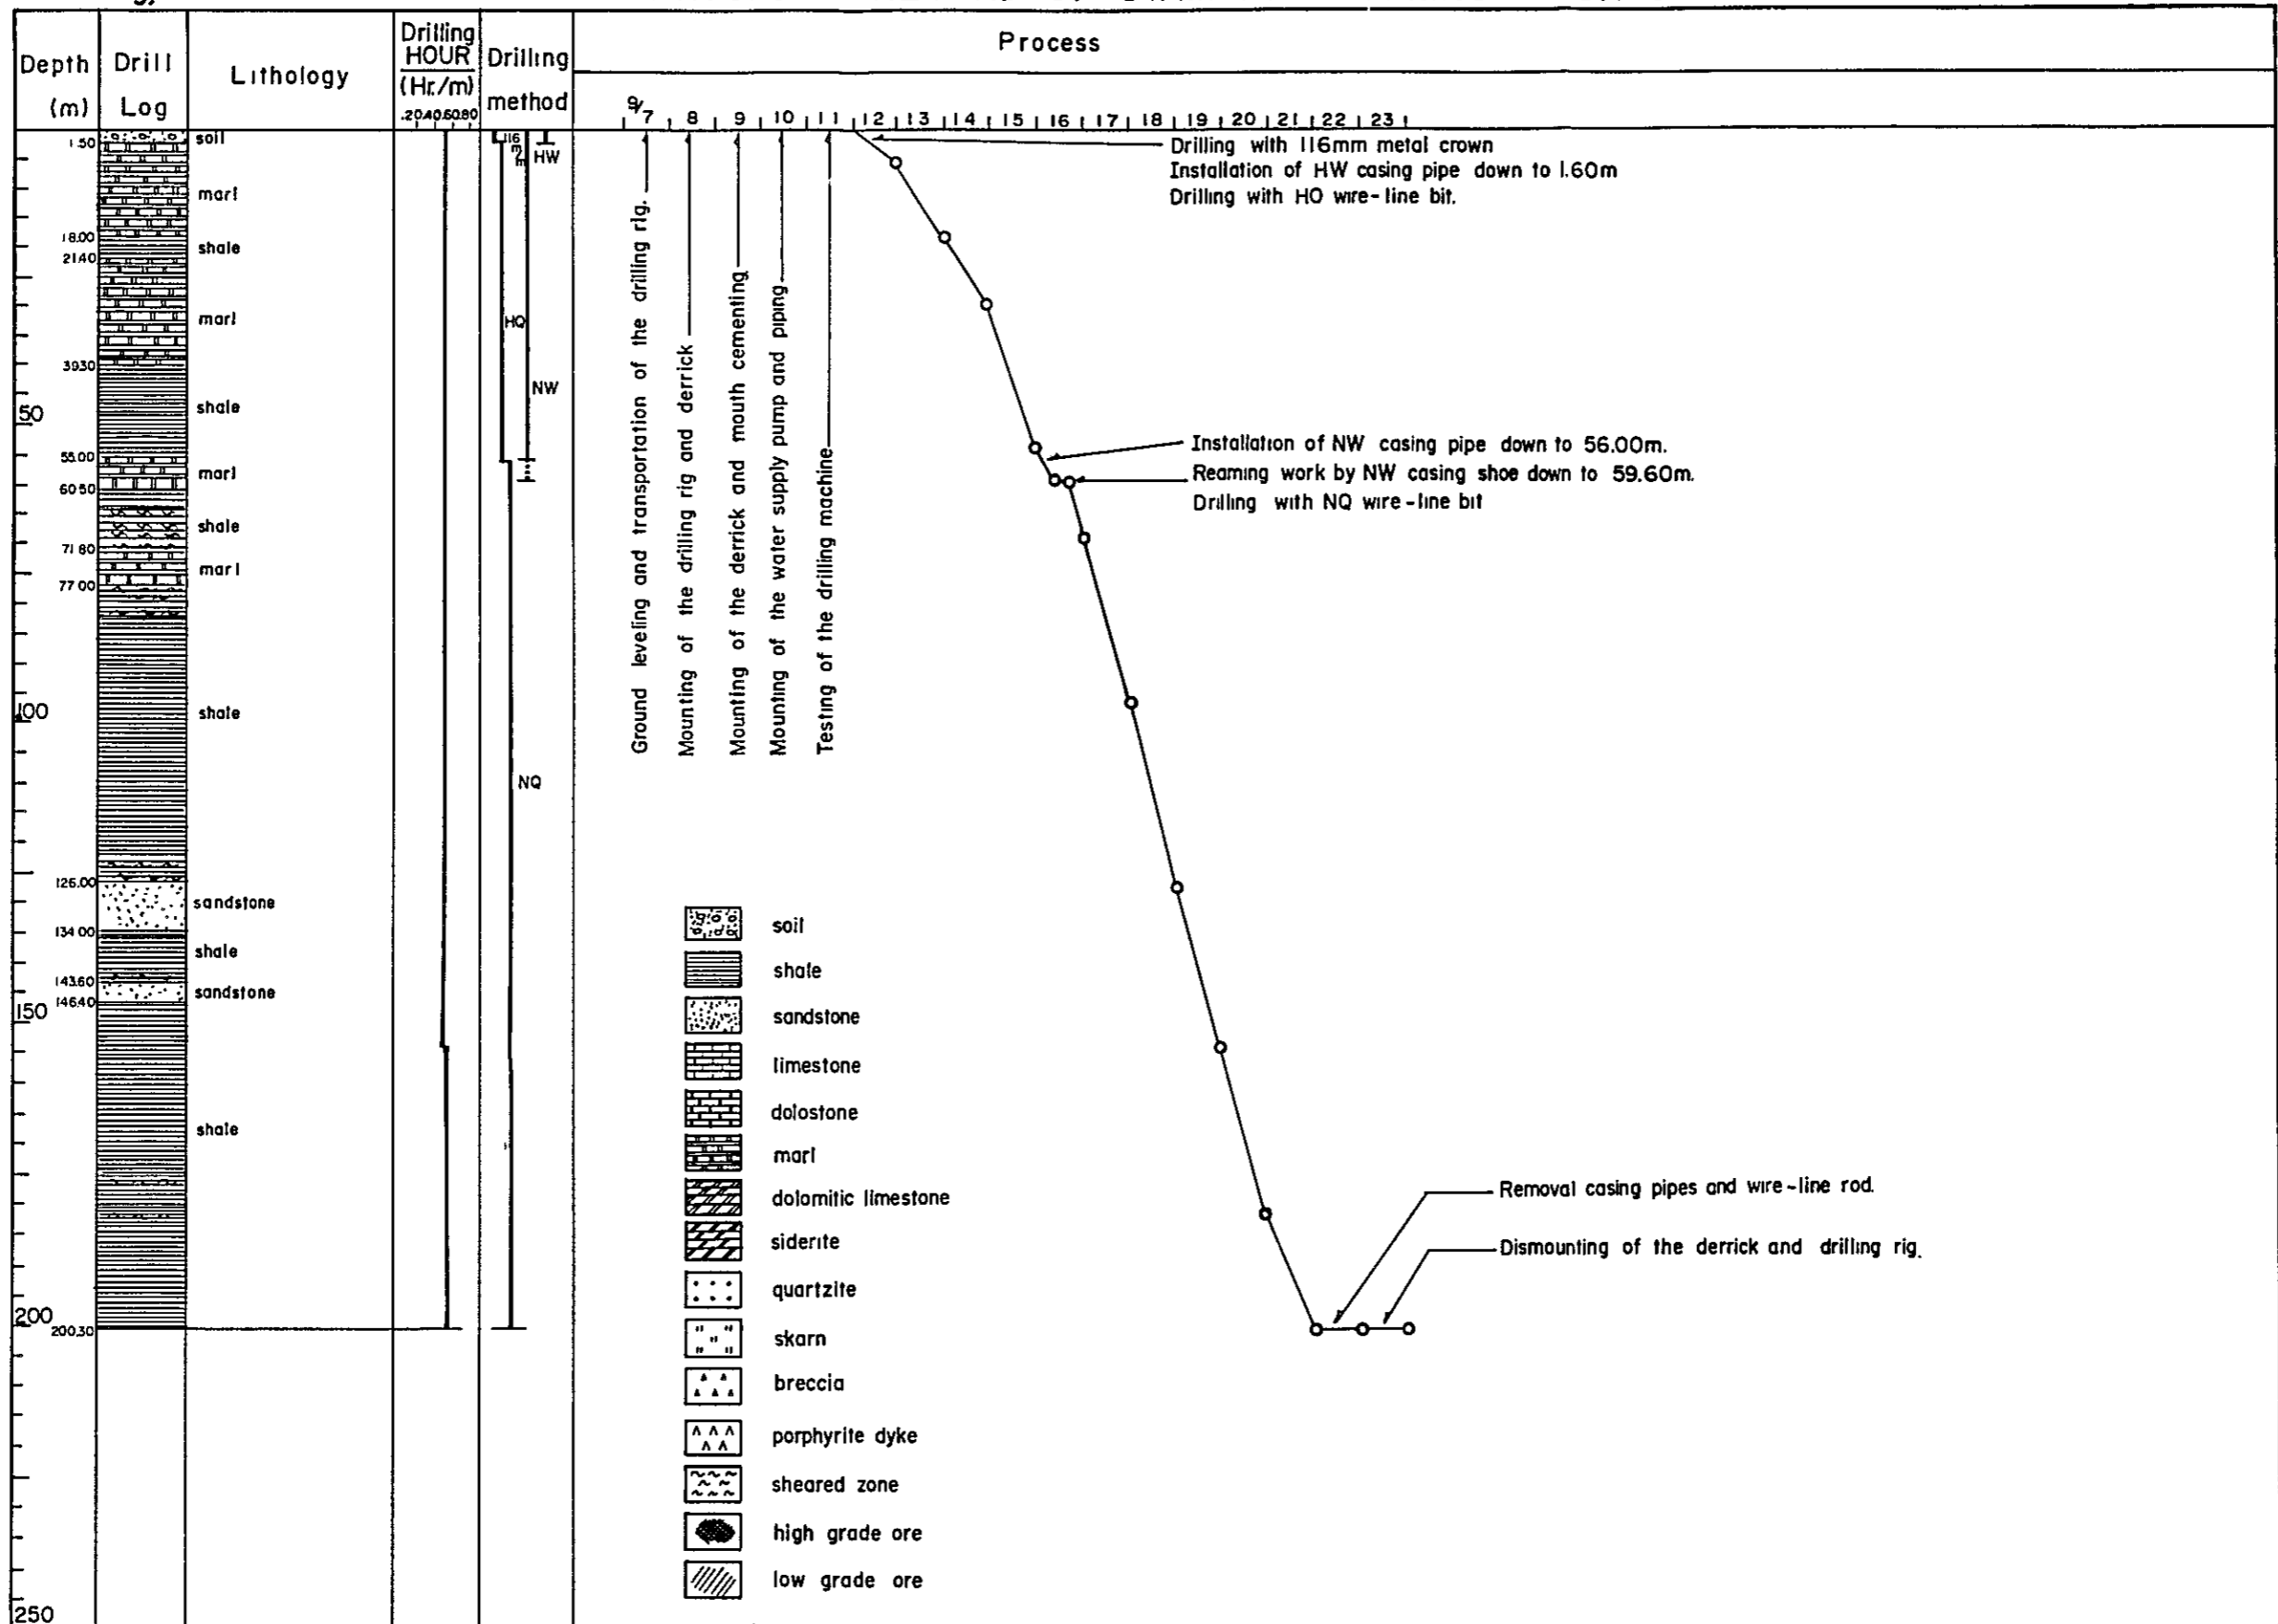 Depth
(m)
Drill
Log
Lithology
Drilling
HOUR
(Hr./m)
.20.40.60.80
Drilling
method
Process
9/7 8 9 10 11 12 13 14 15 16 17 18 19 20 21 22 23
1.50
18.00
21.40
39.30
50
55.00
60.50
71.80
77.00
100
126.00
134.00
143.60
146.40
150
200
200.30
250
soil
marl
shale
marl
shale
marl
shale
marl
shale
sandstone
shale
sandstone
shale
116 m/m
HW
HQ
NW
NQ
Ground leveling and transportation of the drilling rig.
Mounting of the drilling rig and derrick
Mounting of the derrick and mouth cementing
Mounting of the water supply pump and piping
Testing of the drilling machine
Drilling with 116mm metal crown
Installation of HW casing pipe down to 1.60m
Drilling with HQ wire-line bit.
Installation of NW casing pipe down to 56.00m.
Reaming work by NW casing shoe down to 59.60m.
Drilling with NQ wire-line bit
Removal casing pipes and wire-line rod.
Dismounting of the derrick and drilling rig.
soil
shale
sandstone
limestone
dolostone
marl
dolomitic limestone
siderite
quartzite
skarn
breccia
porphyrite dyke
sheared zone
high grade ore
low grade ore